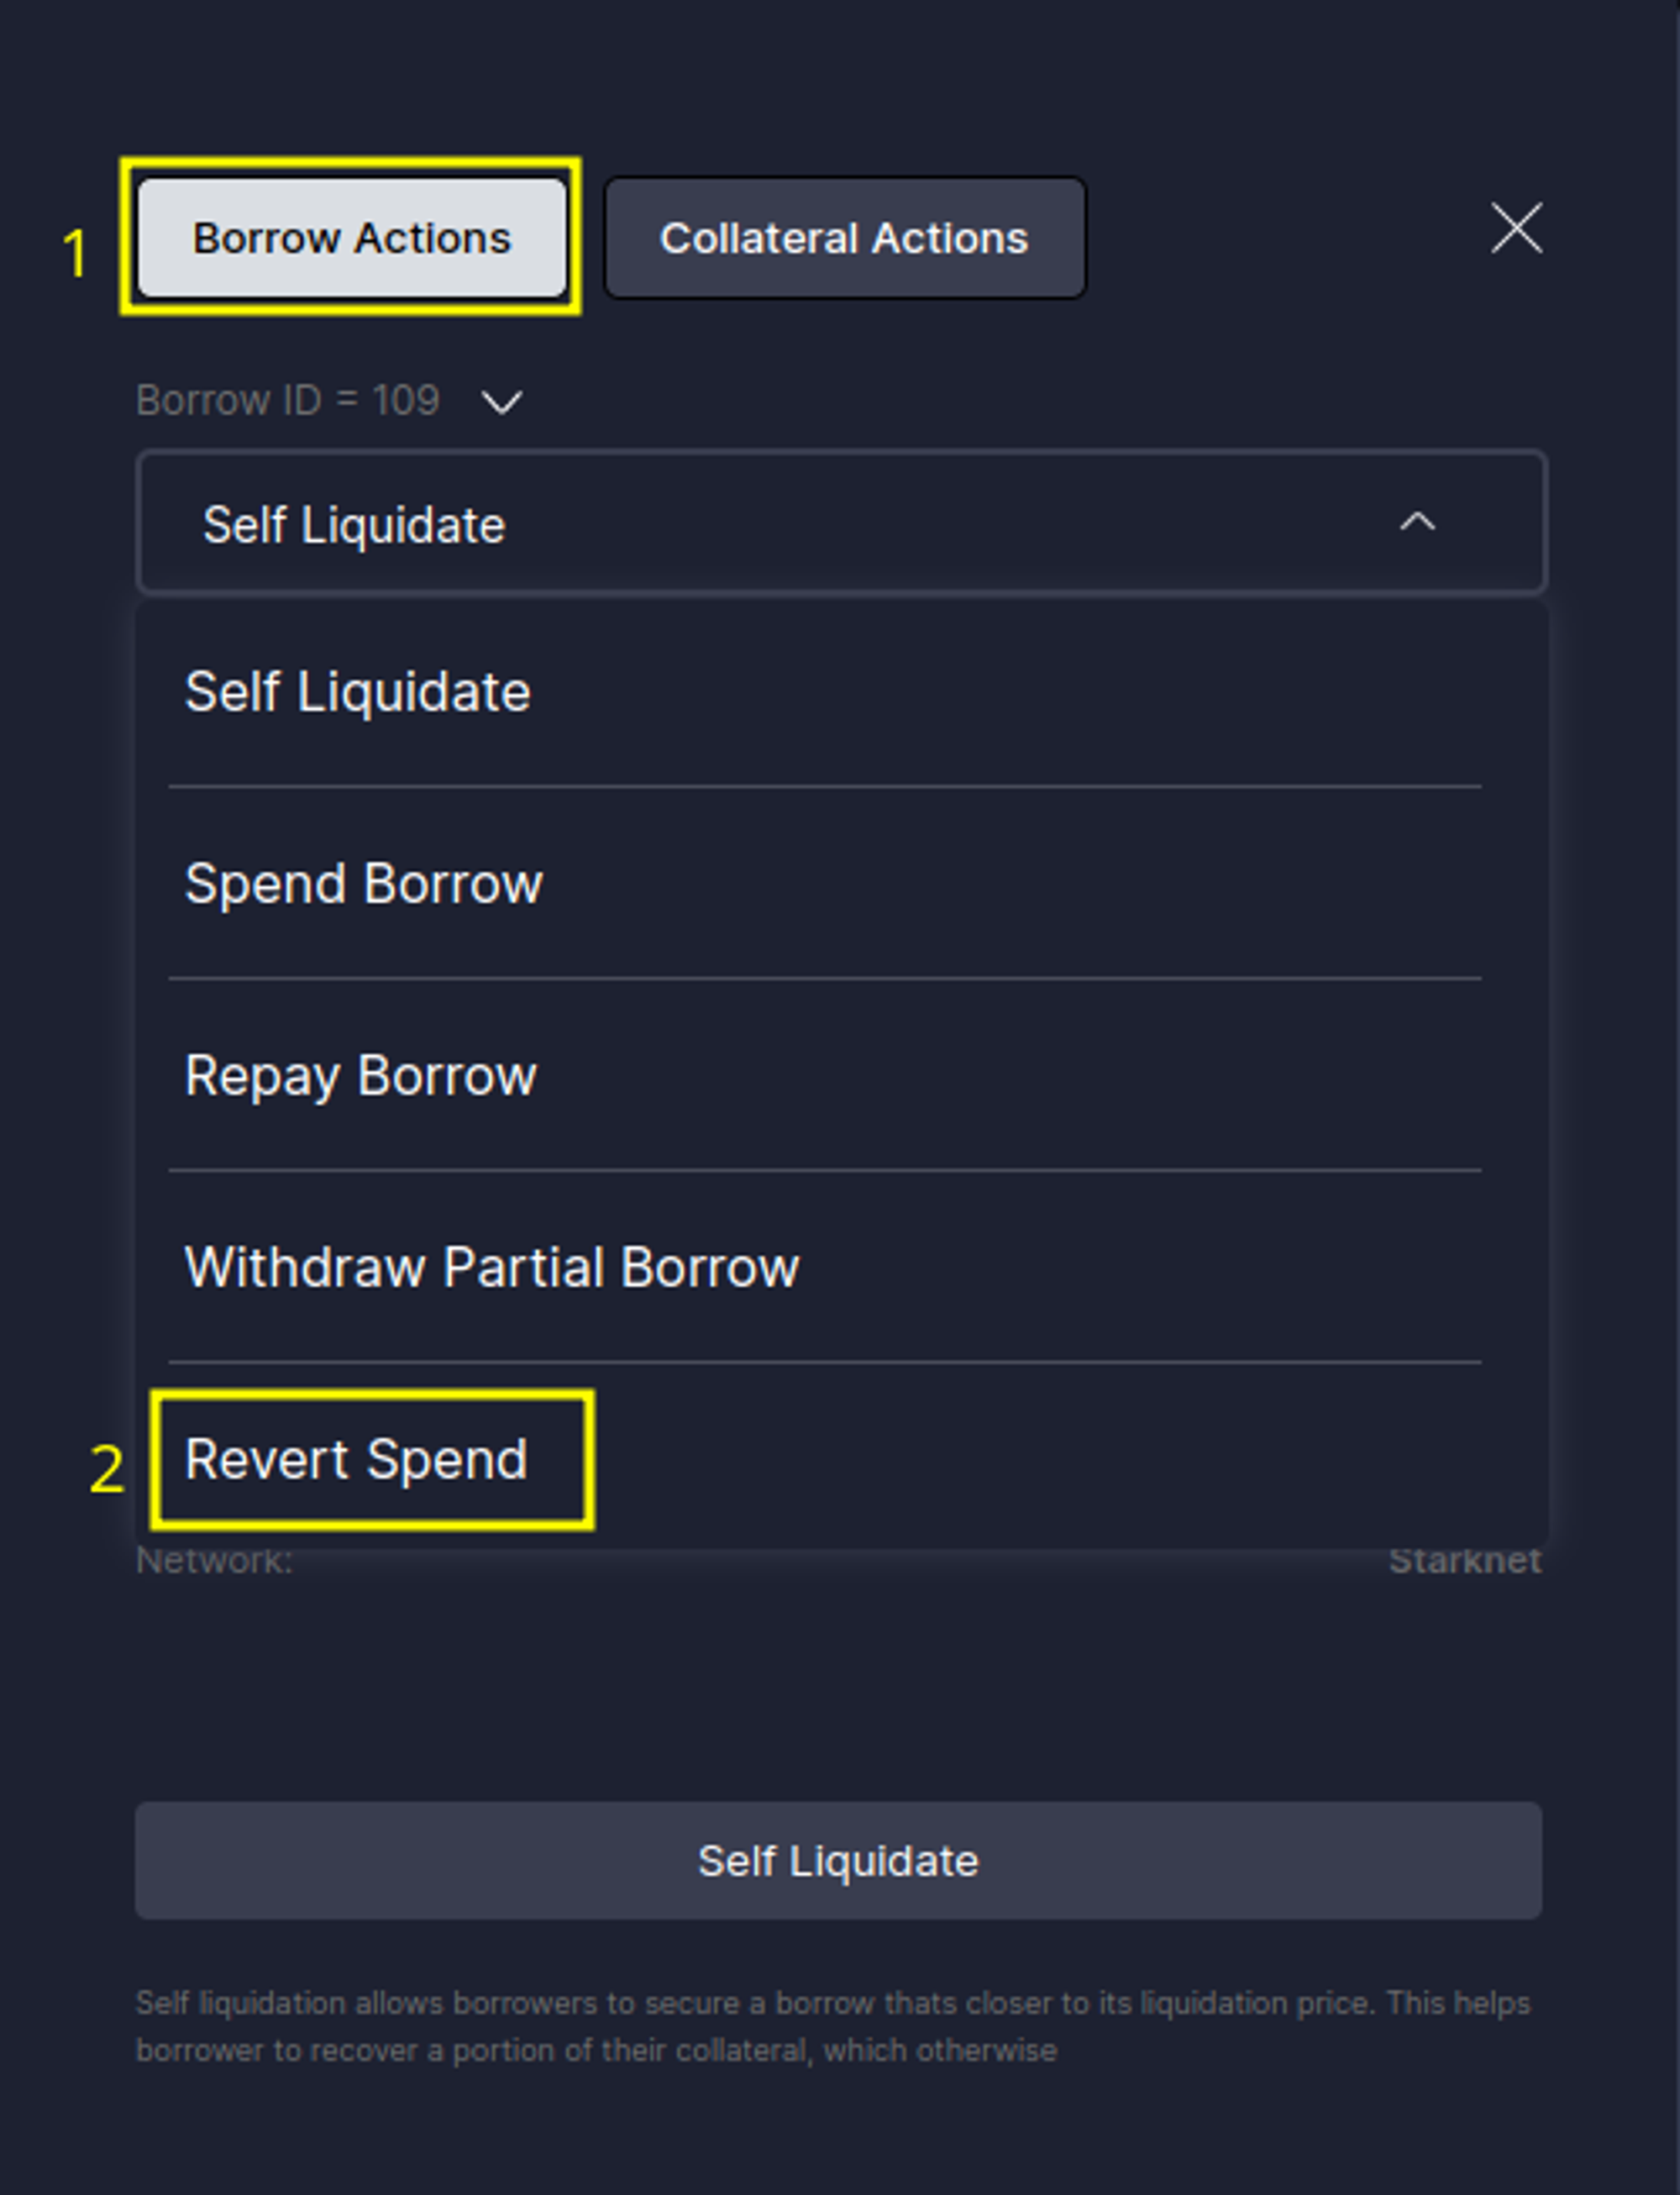 1
Borrow Actions
Collateral Actions
Borrow ID = 109
Self Liquidate
Self Liquidate
Spend Borrow
Repay Borrow
Withdraw Partial Borrow
2
Revert Spend
Network:
Starknet
Self Liquidate
Self liquidation allows borrowers to secure a borrow thats closer to its liquidation price. This helps
borrower to recover a portion of their collateral, which otherwise